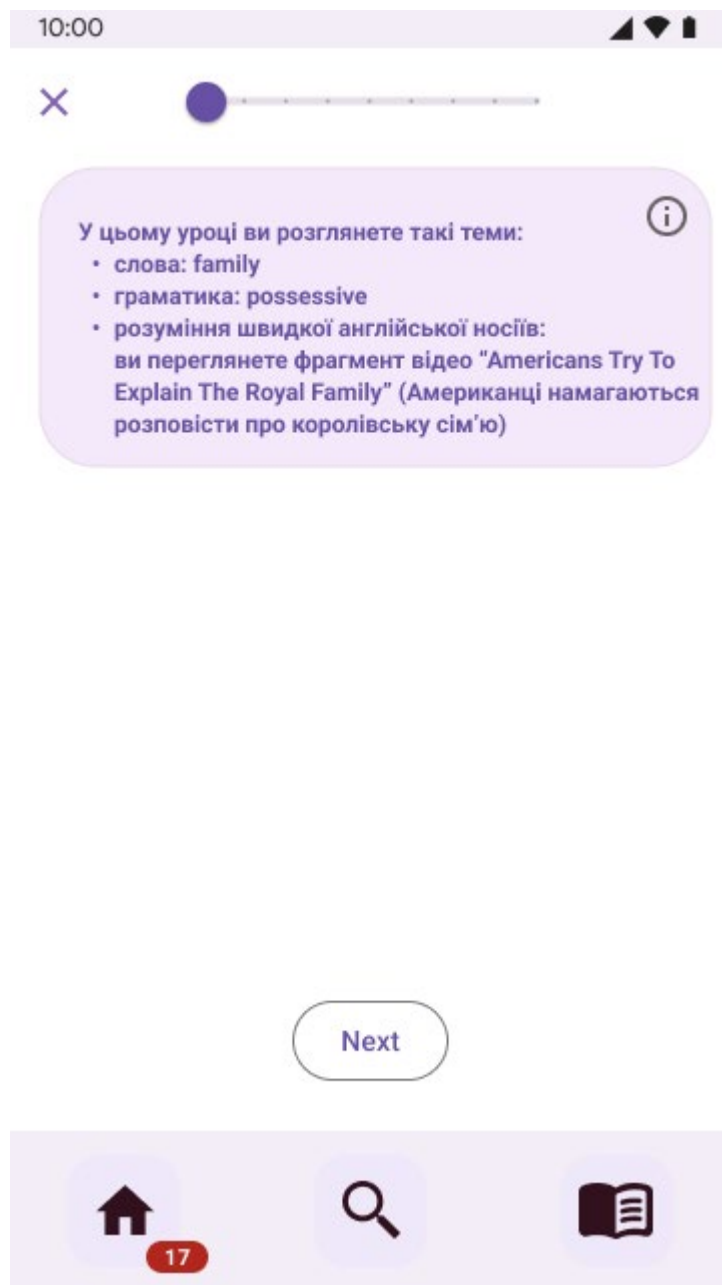 10:00
У цьому уроці ви розглянете такі теми:
• слова: family
• граматика: possessive
• розуміння швидкої англійської носіїв:
ви переглянете фрагмент відео “Americans Try To
Explain The Royal Family” (Американці намагаються
розповісти про королівську сім’ю)
Next
17